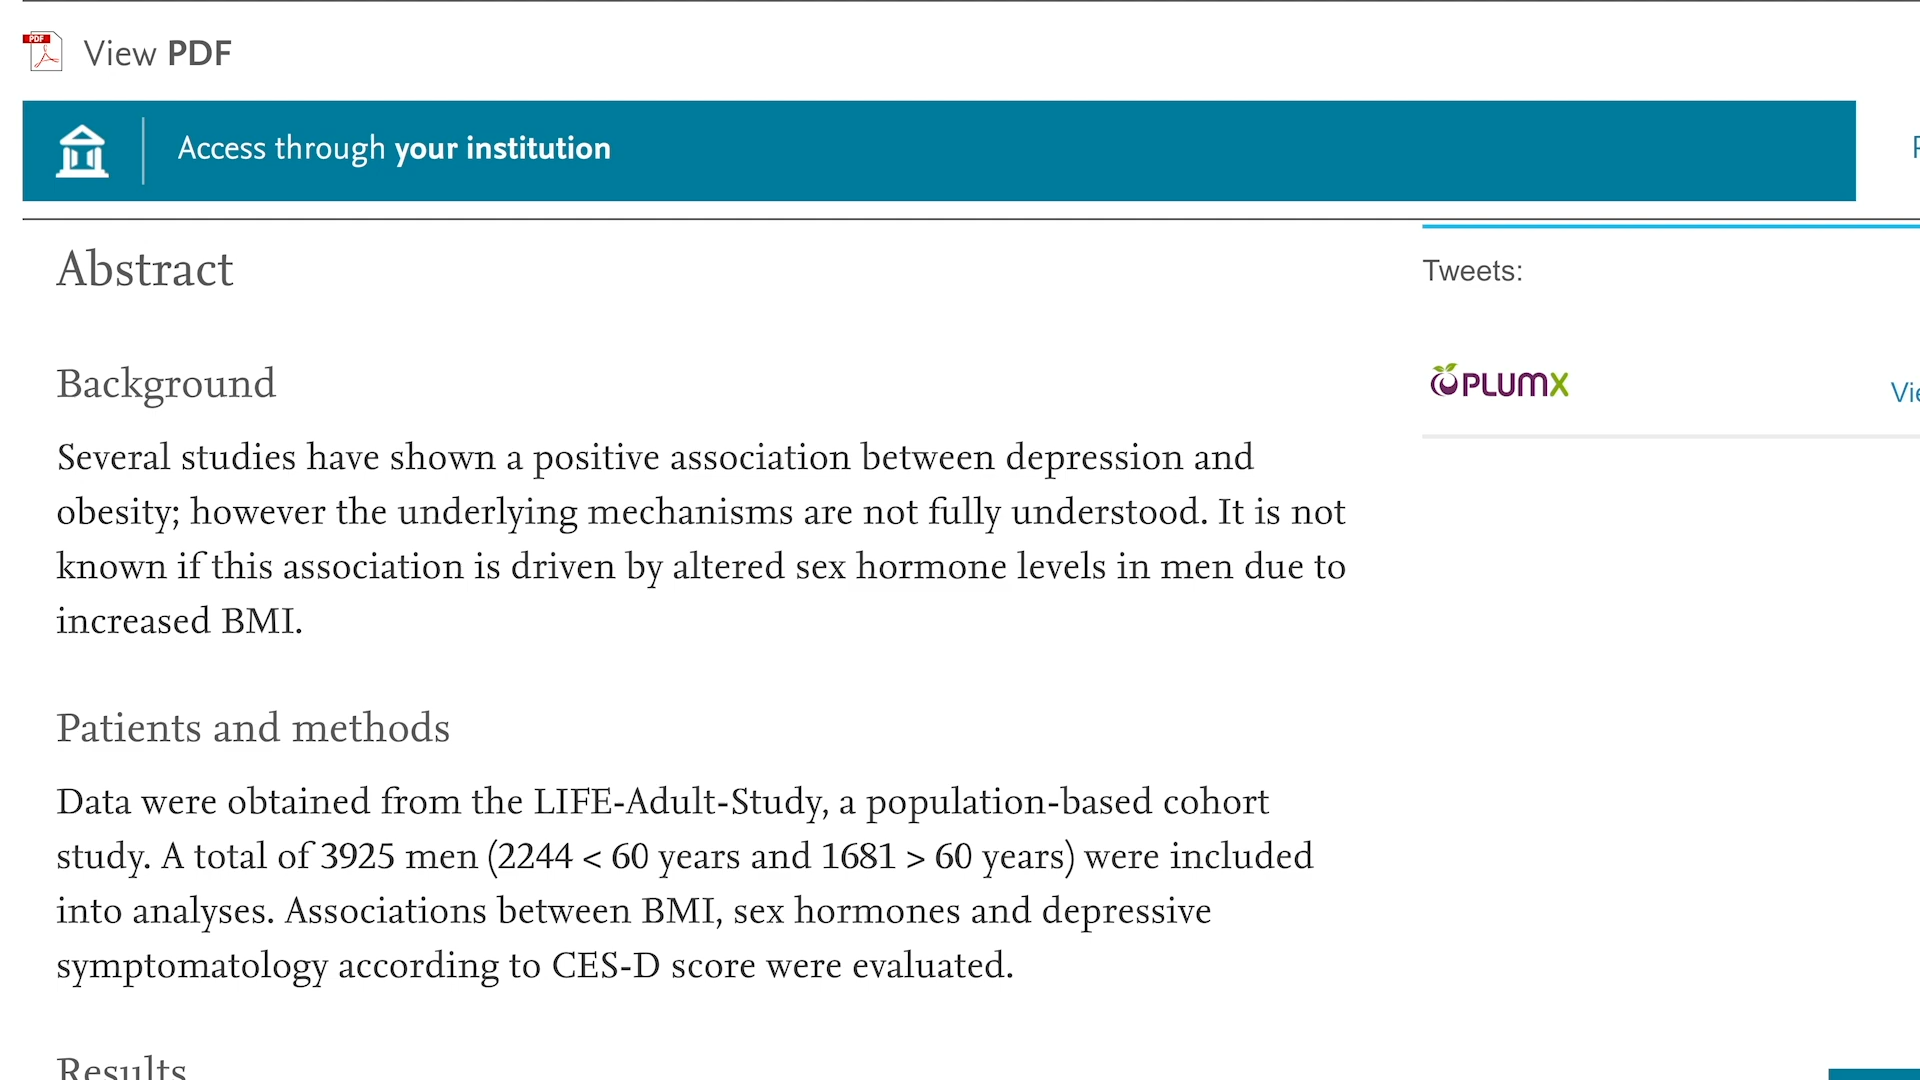 View PDF
Access through your institution
Abstract
Tweets:
Background
PLUMX
Several studies have shown a positive association between depression and
obesity; however the underlying mechanisms are not fully understood. It is not
known if this association is driven by altered sex hormone levels in men due to
increased BMI.
Patients and methods
Data were obtained from the LIFE-Adult-Study, a population-based cohort
study. A total of 3925 men (2244 < 60 years and 1681 > 60 years) were included
into analyses. Associations between BMI, sex hormones and depressive
symptomatology according to CES-D score were evaluated.
Results